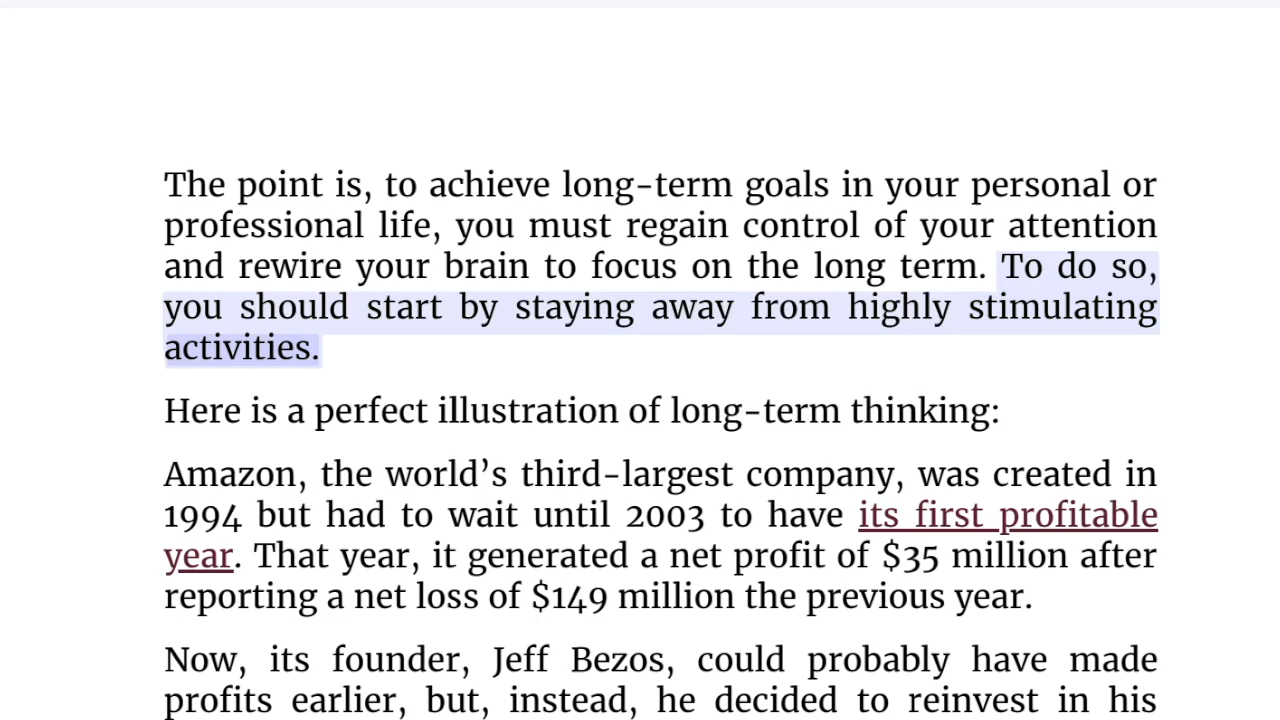 The point is, to achieve long-term goals in your personal or
professional life, you must regain control of your attention
and rewire your brain to focus on the long term. To do so,
you should start by staying away from highly stimulating
activities.
Here is a perfect illustration of long-term thinking:
Amazon, the world’s third-largest company, was created in
1994 but had to wait until 2003 to have its first profitable
year. That year, it generated a net profit of $35 million after
reporting a net loss of $149 million the previous year.
Now, its founder, Jeff Bezos, could probably have made
profits earlier, but, instead, he decided to reinvest in his